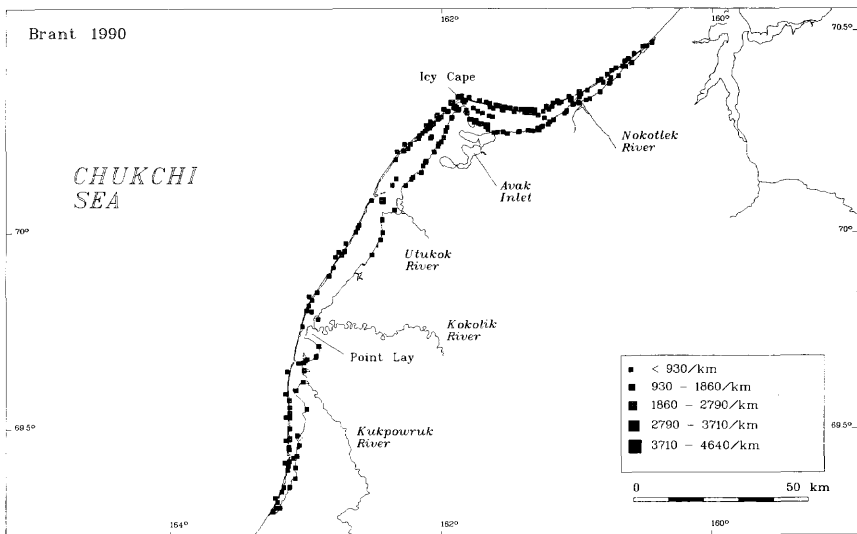 162°
160°
Brant 1990
70.5°
Icy Cape
Nokotlek
River
CHUKCHI
SEA
Avak
Inlet
70°
70°
Utukok
River
Kokolik
River
Point Lay
< 930/km
930 - 1860/km
1860 - 2790/km
2790 - 3710/km
3710 - 4640/km
69.5°
69.5°
Kukpowruk
River
0
50 km
164°
162°
160°